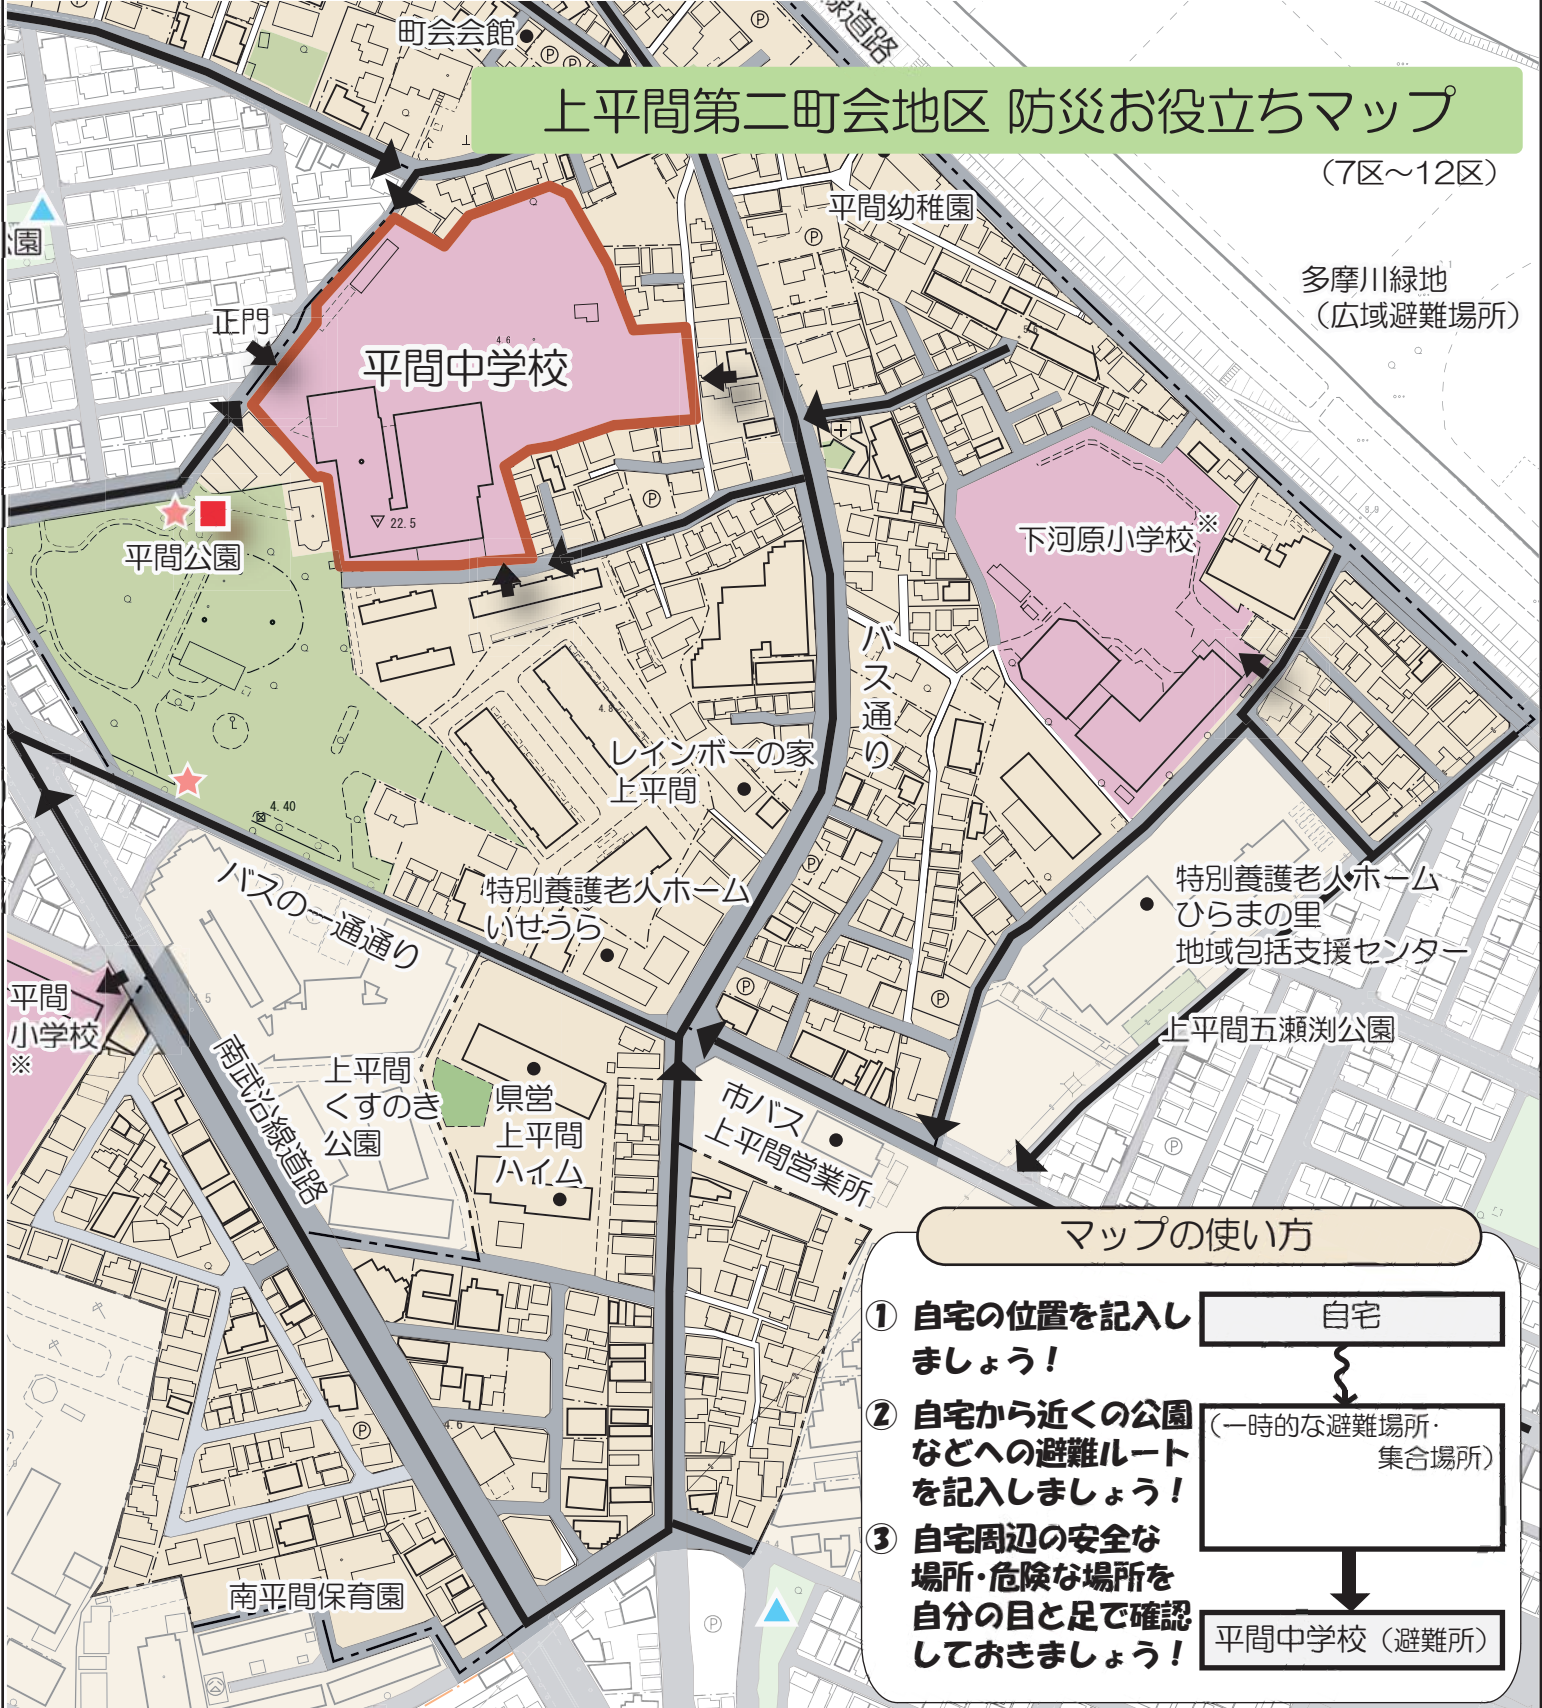 町会会館
線道路
上平間第二町会地区 防災お役立ちマップ
（7区～12区）
平間幼稚園
公園
多摩川緑地
（広域避難場所）
正門
4.6
平間中学校
22.5
平間公園
下河原小学校※
バス通り
4.8
レインボーの家
上平間
4.40
バスの一通通り
特別養護老人ホーム
いせうら
特別養護老人ホーム
ひらまの里
地域包括支援センター
平間
小学校
※
上平間五瀬渕公園
南武沿線道路
上平間
くすのき
公園
県営
上平間
ハイム
市バス
上平間営業所
4.6
南平間保育園
マップの使い方
① 自宅の位置を記入し
ましょう！
② 自宅から近くの公園
などへの避難ルート
を記入しましょう！
③ 自宅周辺の安全な
場所・危険な場所を
自分の目と足で確認
しておきましょう！
自宅
（一時的な避難場所・
集合場所）
平間中学校（避難所）